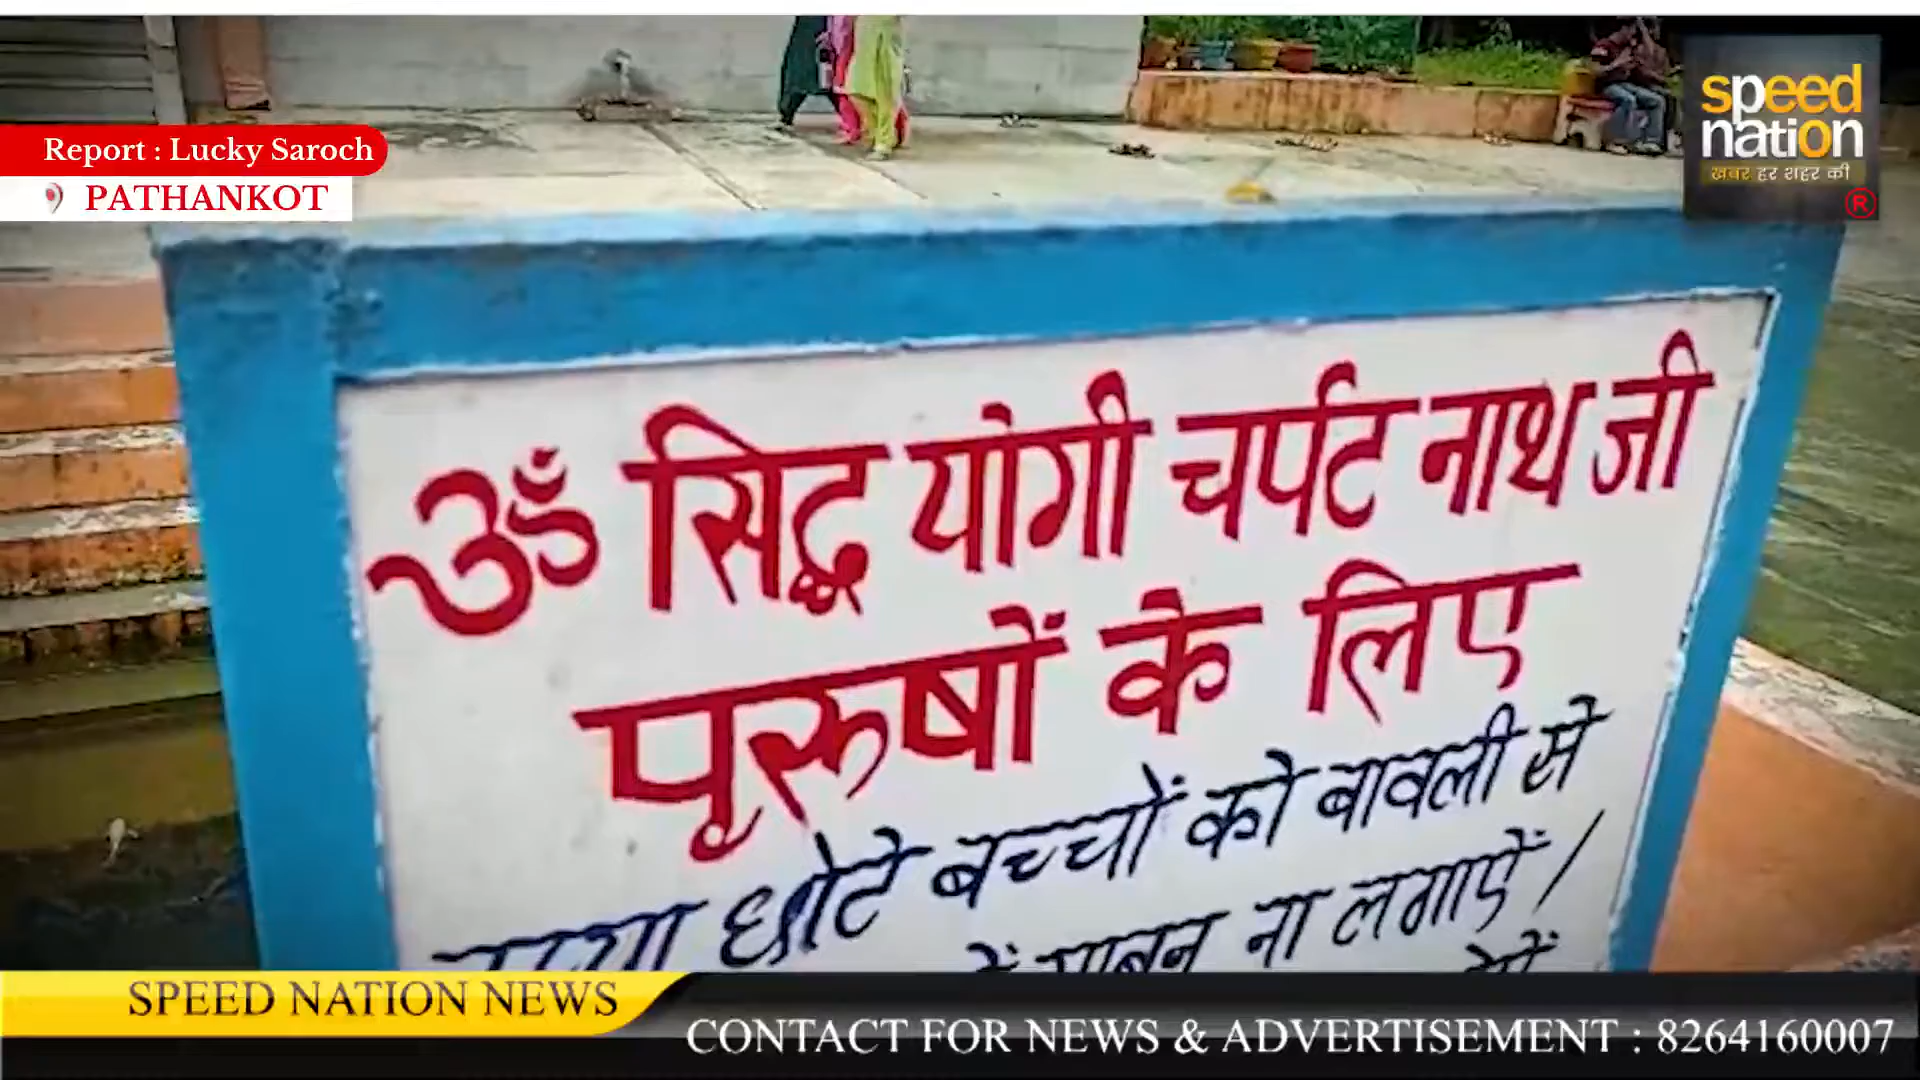 Report : Lucky Saroch
PATHANKOT
speed
nation
खबर हर शहर की
®
ॐ सिद्ध योगी चर्पट नाथ जी
पुरुषों के लिए
छोटे बच्चों को बावली से
साबुन ना लगाऐं/
SPEED NATION NEWS
CONTACT FOR NEWS & ADVERTISEMENT : 8264160007